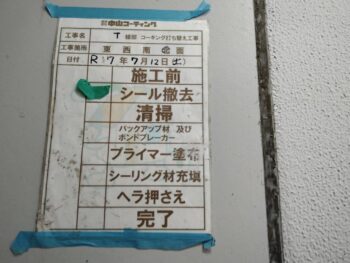 ㈱中山コーティング
工事名 T様邸 コーキング打ち替え工事
工事箇所 東西南北面
日付 R17年7月12日(土)
施工前
シール撤去
清掃
バックアップ材 及び
ボンドブレーカー
プライマー塗布
シーリング材充填
ヘラ押さえ
完了